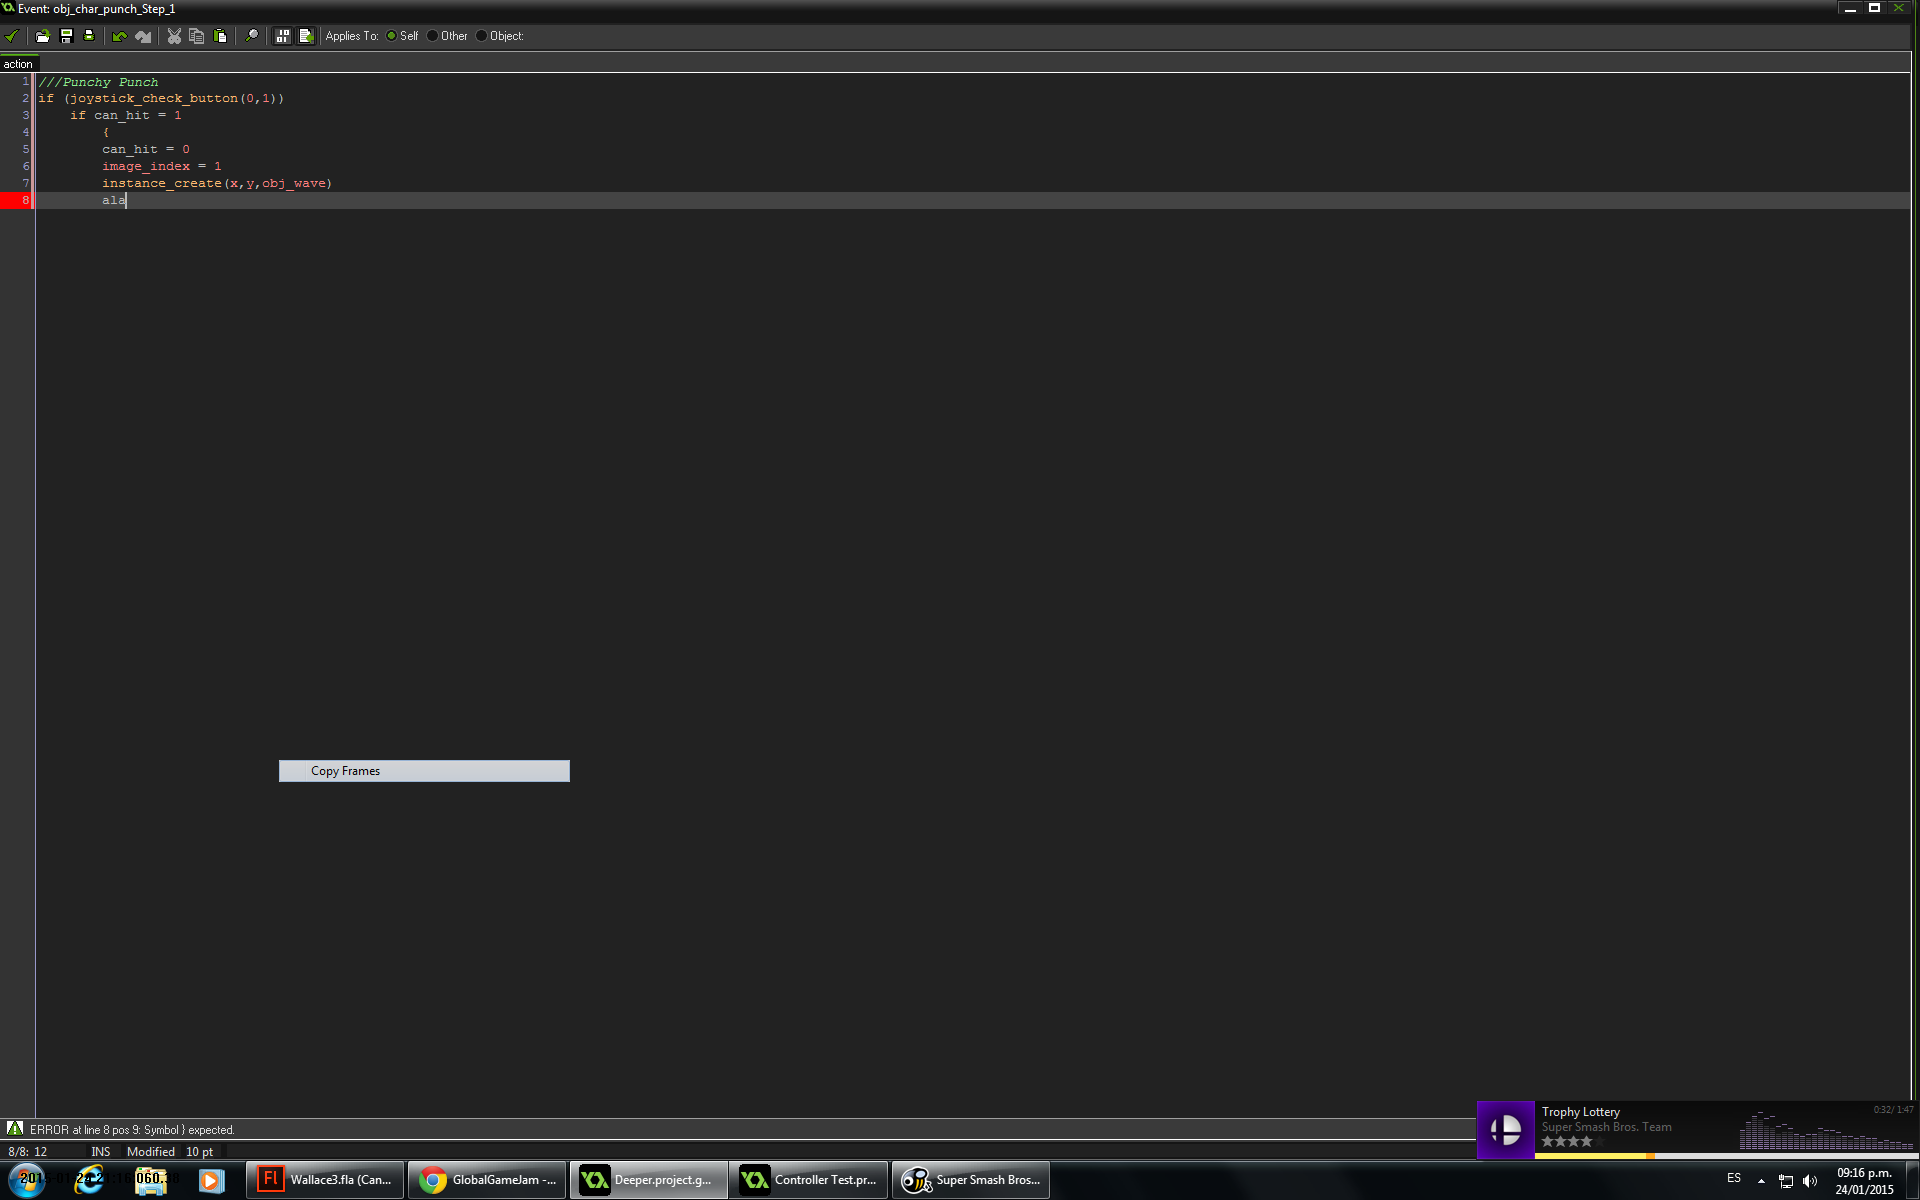 Event: obj_char_punch_Step_1
Applies To: Self Other Object:
action
1 ///Punchy Punch
2 if (joystick_check_button(0,1))
3 if can_hit = 1
4 {
5 can_hit = 0
6 image_index = 1
7 instance_create(x,y,obj_wave)
8 ala
Copy Frames
ERROR at line 8 pos 9: Symbol } expected.
8/8: 12 INS Modified 10 pt
Trophy Lottery
0:32/ 1:47
Super Smash Bros. Team
Fl Wallace3.fla (Can...
GlobalGameJam -...
Deeper.project.g...
Controller Test.pr...
Super Smash Bros...
ES
09:16 p.m.
24/01/2015